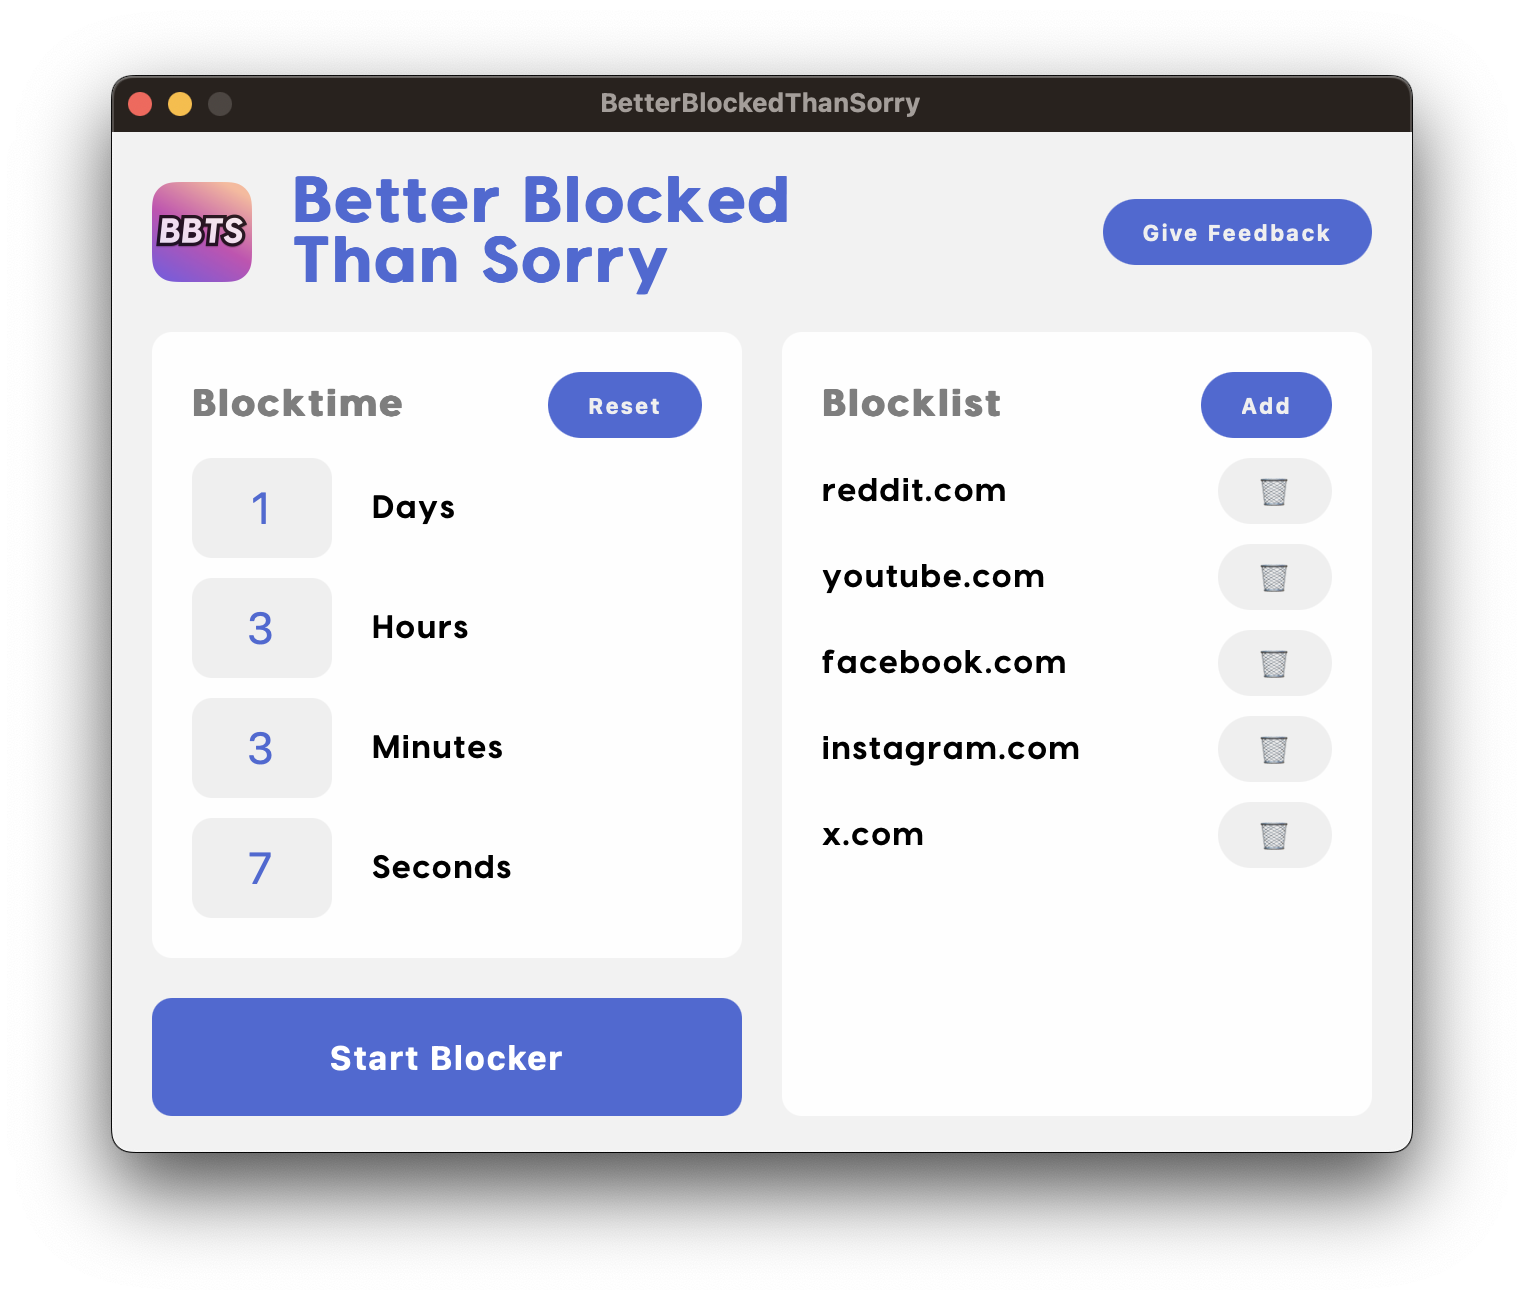 BetterBlockedThanSorry
BBTS
Better Blocked
Than Sorry
Give Feedback
Blocktime
Reset
1
Days
3
Hours
3
Minutes
7
Seconds
Start Blocker
Blocklist
Add
reddit.com
youtube.com
facebook.com
instagram.com
x.com